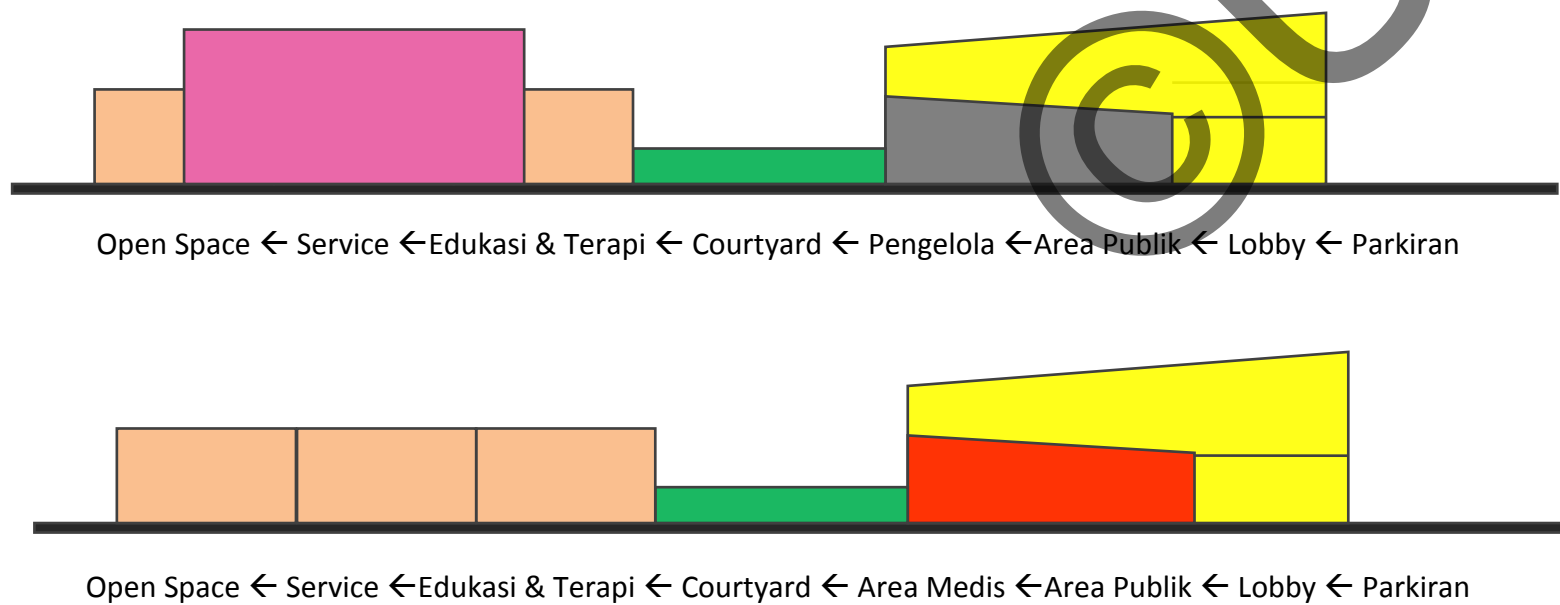 Open Space ← Service ←Edukasi & Terapi ← Courtyard ← Pengelola ←Area Publik ← Lobby ← Parkiran
Open Space ← Service ←Edukasi & Terapi ← Courtyard ← Area Medis ←Area Publik ← Lobby ← Parkiran